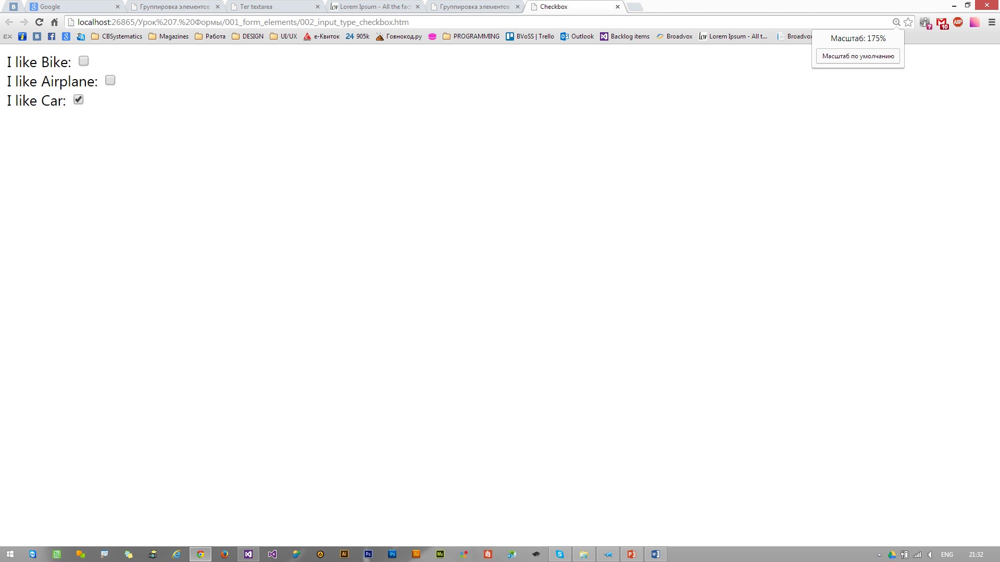 Google
Группировка элементов
Тег textarea
Lorem Ipsum - All the fact
Группировка элементов
Checkbox
localhost:26865/Урок%207.%20Формы/001_form_elements/002_input_type_checkbox.htm
10
ABP
EX
CBSystematics
Magazines
Работа
DESIGN
UI/UX
е-Квиток
24 905k
Говнокод.ру
PROGRAMMING
BVoSS | Trello
Outlook
Backlog items
Broadvox
Lorem Ipsum - All t...
Broadvox
Масштаб: 175%
Масштаб по умолчанию
I like Bike:
I like Airplane:
I like Car:
ENG
21:32